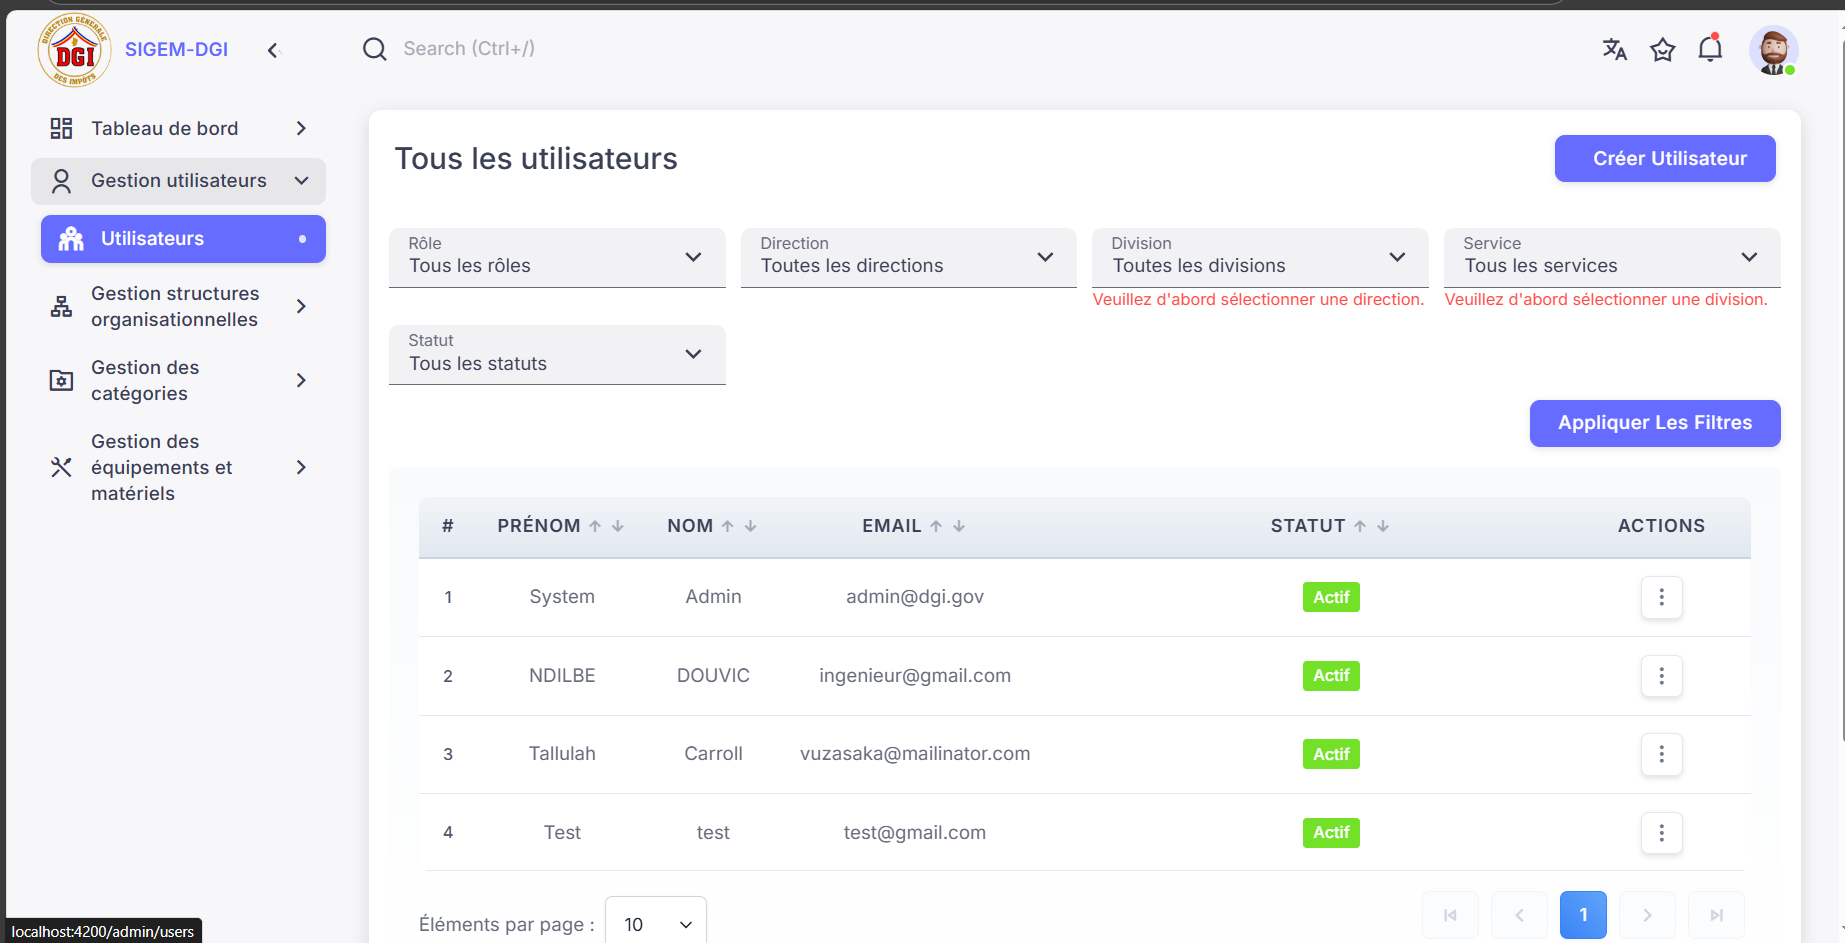 DIRECTION GÉNÉRALE
DGI
DES IMPÔTS
SIGEM-DGI
Search (Ctrl+/)
Tableau de bord
Gestion utilisateurs
Utilisateurs
Gestion structures
organisationnelles
Gestion des
catégories
Gestion des
équipements et
matériels
Tous les utilisateurs
Créer Utilisateur
Rôle
Tous les rôles
Direction
Toutes les directions
Division
Toutes les divisions
Veuillez d'abord sélectionner une direction.
Service
Tous les services
Veuillez d'abord sélectionner une division.
Statut
Tous les statuts
Appliquer Les Filtres
# PRÉNOM ↑ ↓ NOM ↑ ↓ EMAIL ↑ ↓ STATUT ↑ ↓ ACTIONS
1 System Admin admin@dgi.gov Actif
2 NDILBE DOUVIC ingenieur@gmail.com Actif
3 Tallulah Carroll vuzasaka@mailinator.com Actif
4 Test test test@gmail.com Actif
Éléments par page : 10
1
localhost:4200/admin/users